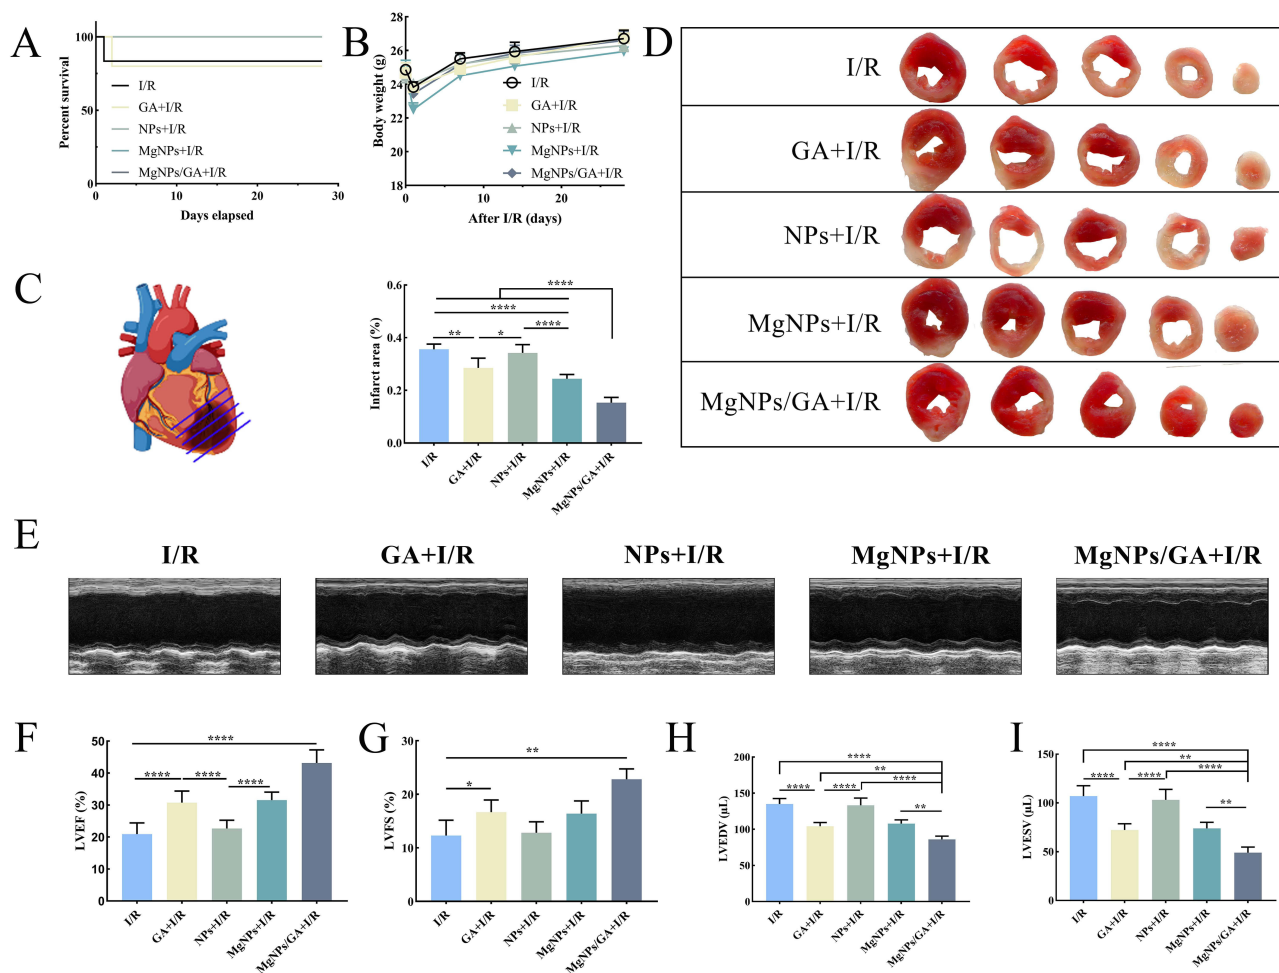 A
Percent survival
100
50
0
0
10
20
30
Days elapsed
I/R
GA+I/R
NPs+I/R
MgNPs+I/R
MgNPs/GA+I/R
B
Body weight (g)
28
26
24
22
20
18
0
10
20
After I/R (days)
I/R
GA+I/R
NPs+I/R
MgNPs+I/R
MgNPs/GA+I/R
C
Infarct area (%)
0.6
0.4
0.2
0.0
****
****
** * ****
I/R
GA+I/R
NPs+I/R
MgNPs+I/R
MgNPs/GA+I/R
D
I/R
GA+I/R
NPs+I/R
MgNPs+I/R
MgNPs/GA+I/R
E
I/R
GA+I/R
NPs+I/R
MgNPs+I/R
MgNPs/GA+I/R
F
LVEF (%)
50
40
30
20
10
0
****
**** **** ****
I/R
GA+I/R
NPs+I/R
MgNPs+I/R
MgNPs/GA+I/R
G
LVFS (%)
30
20
10
0
**
*
I/R
GA+I/R
NPs+I/R
MgNPs+I/R
MgNPs/GA+I/R
H
LVEDV (μL)
200
150
100
50
0
****
**
****
**** **** **
I/R
GA+I/R
NPs+I/R
MgNPs+I/R
MgNPs/GA+I/R
I
LVESV (μL)
150
100
50
0
****
**
****
**** **** **
I/R
GA+I/R
NPs+I/R
MgNPs+I/R
MgNPs/GA+I/R